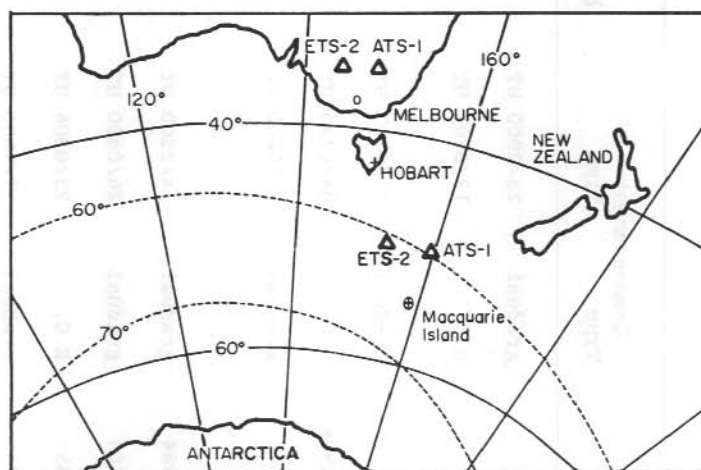 ETS-2 ATS-1
160°
120°
MELBOURNE
40°
NEW
ZEALAND
HOBART
60°
ETS-2
ATS-1
Macquarie
Island
70°
60°
ANTARCTICA